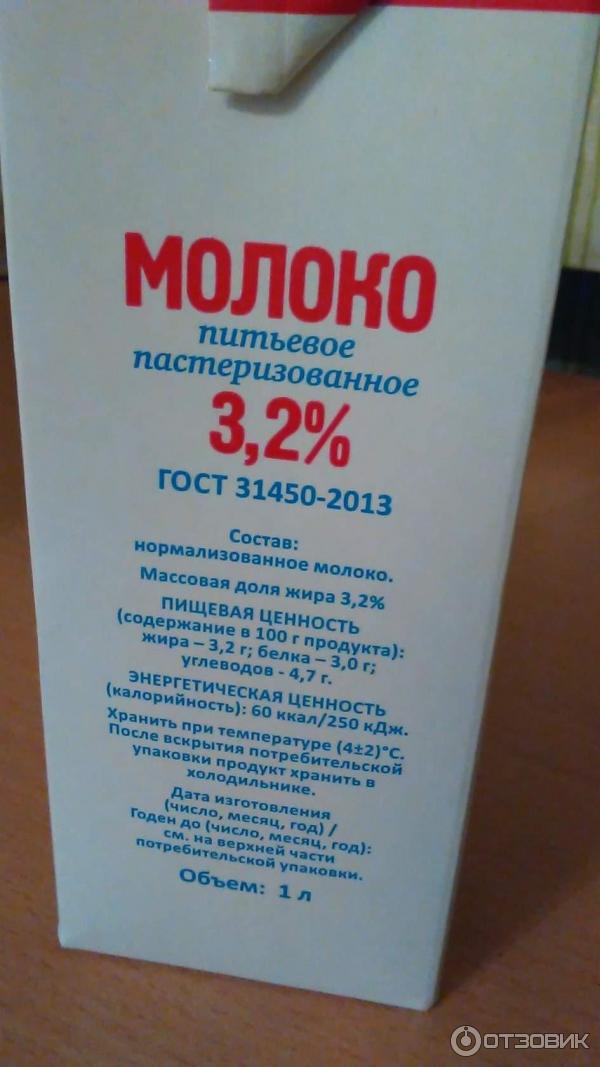 МОЛОКО
питьевое
пастеризованное
3,2%
ГОСТ 31450-2013
Состав:
нормализованное молоко.
Массовая доля жира 3,2%
ПИЩЕВАЯ ЦЕННОСТЬ
(содержание в 100 г продукта):
жира – 3,2 г; белка – 3,0 г;
углеводов - 4,7 г.
ЭНЕРГЕТИЧЕСКАЯ ЦЕННОСТЬ
(калорийность): 60 ккал/250 кДж.
Хранить при температуре (4±2)°С.
После вскрытия потребительской
упаковки продукт хранить в
холодильнике.
Дата изготовления
(число, месяц, год) /
Годен до (число, месяц, год):
см. на верхней части
потребительской упаковки.
Объем: 1 л
ОТЗОВИК